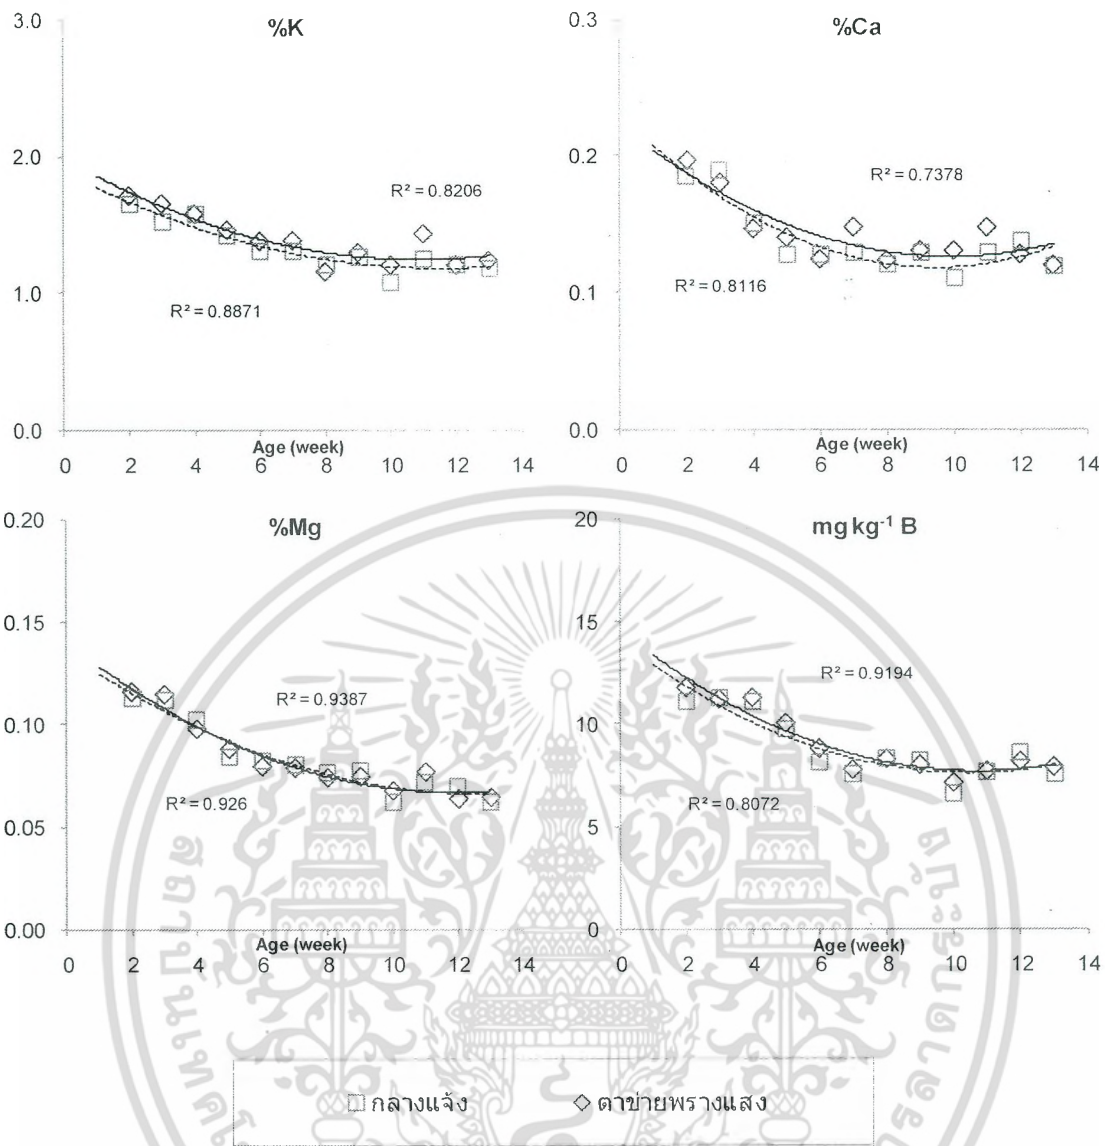 %K
3.0
2.0
1.0
0.0
R² = 0.8206
R² = 0.8871
Age (week)
0 2 4 6 8 10 12 14
%Ca
0.3
0.2
0.1
0.0
R² = 0.7378
R² = 0.8116
Age (week)
0 2 4 6 8 10 12 14
%Mg
0.20
0.15
0.10
0.05
0.00
R² = 0.9387
R² = 0.926
Age (week)
0 2 4 6 8 10 12 14
mg kg⁻¹ B
20
15
10
5
0
R² = 0.9194
R² = 0.8072
Age (week)
0 2 4 6 8 10 12 14
กลางแจ้ง ตาข่ายพรางแสง